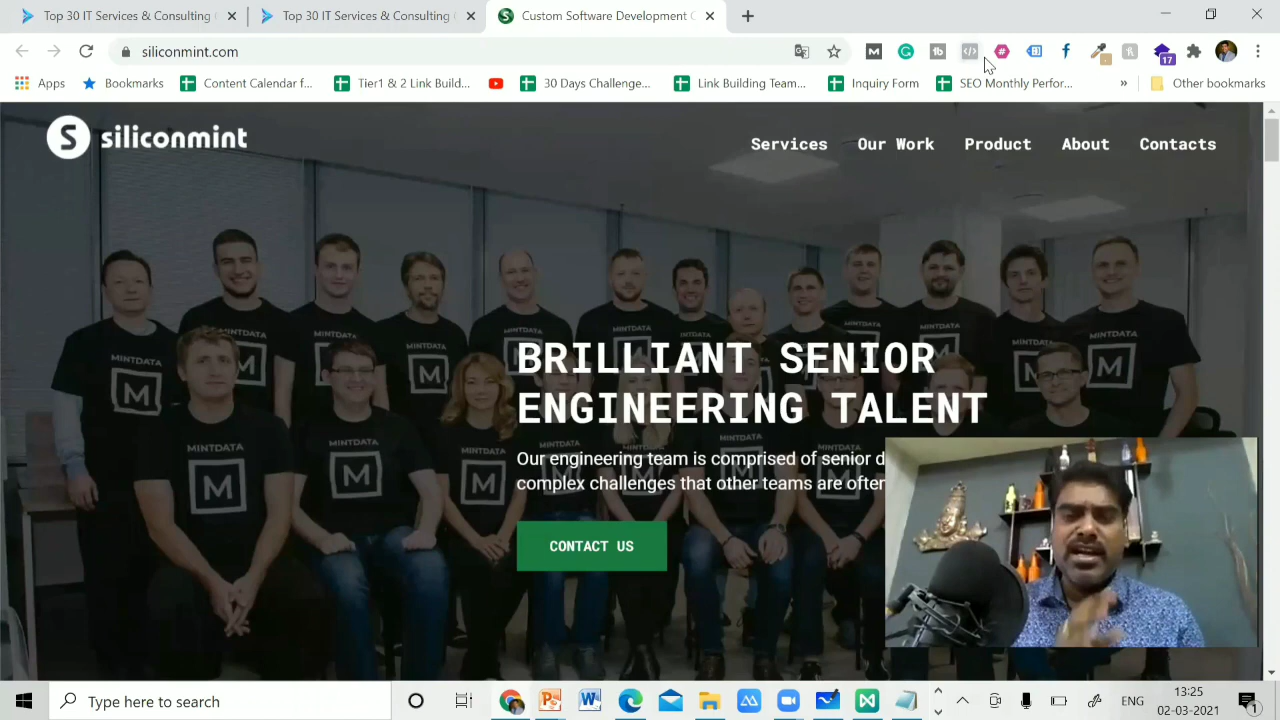 Top 30 IT Services & Consulting
Top 30 IT Services & Consulting
Custom Software Development C
siliconmint.com
17
Apps
Bookmarks
Content Calendar f...
Tier1 & 2 Link Build...
30 Days Challenge...
Link Building Team...
Inquiry Form
SEO Monthly Perfor...
»
Other bookmarks
S siliconmint
Services
Our Work
Product
About
Contacts
MINTDATA
M
BRILLIANT SENIOR
ENGINEERING TALENT
Our engineering team is comprised of senior d
complex challenges that other teams are ofter
CONTACT US
Type here to search
ENG
13:25
02-03-2021
1